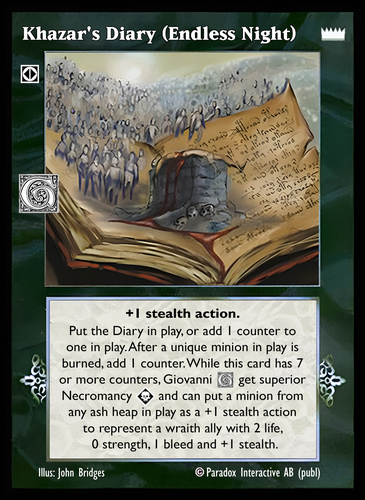 Khazar's Diary (Endless Night)
+1 stealth action.
Put the Diary in play, or add 1 counter to
one in play. After a unique minion in play is
burned, add 1 counter. While this card has 7
or more counters, Giovanni get superior
Necromancy and can put a minion from
any ash heap in play as a +1 stealth action
to represent a wraith ally with 2 life,
0 strength, 1 bleed and +1 stealth.
Illus: John Bridges
© Paradox Interactive AB (publ)